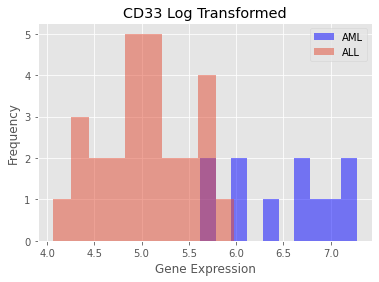 CD33 Log Transformed
5
4
3
2
1
0
Frequency
AML
ALL
4.0 4.5 5.0 5.5 6.0 6.5 7.0
Gene Expression